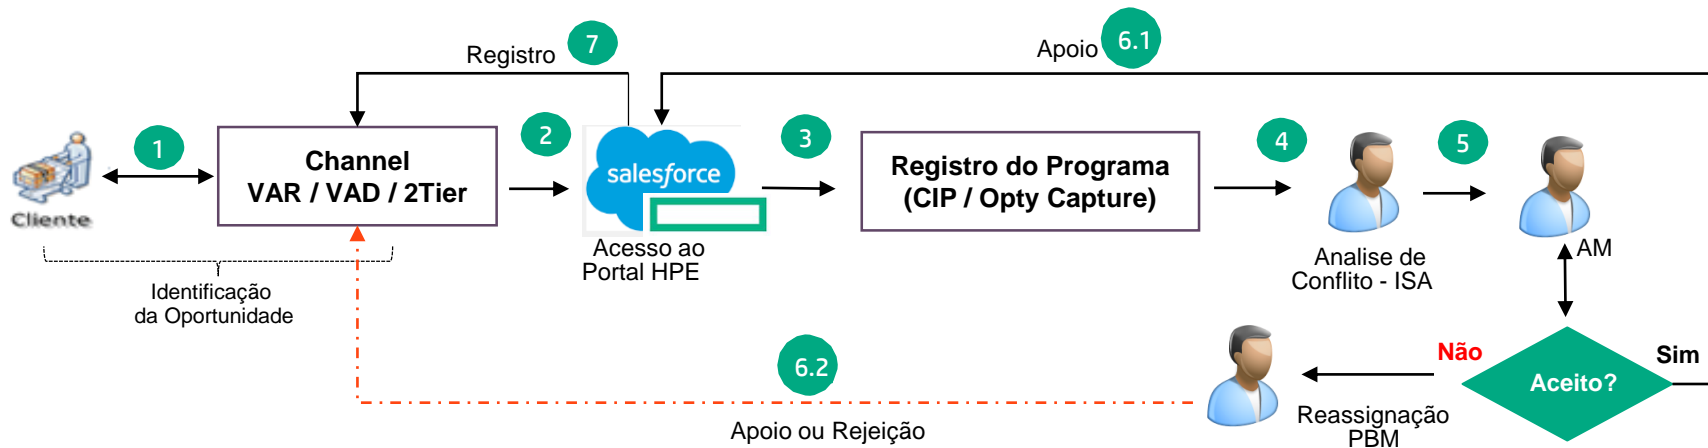 Registro
7
Apoio
6.1
1
2
3
4
5
Cliente
Channel
VAR / VAD / 2Tier
salesforce
Registro do Programa
(CIP / Opty Capture)
Acesso ao
Portal HPE
Analise de
Conflito - ISA
AM
Identificação
da Oportunidade
6.2
Apoio ou Rejeição
Reassignação
PBM
Não
Aceito?
Sim